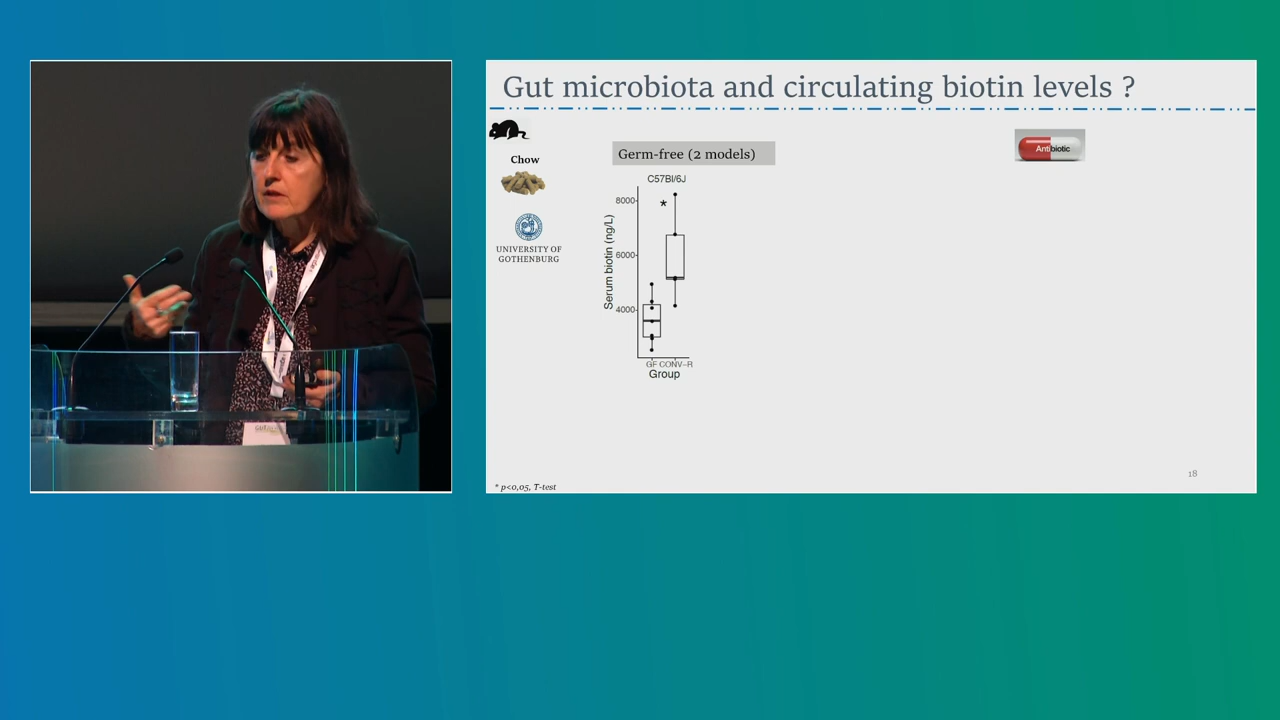 Gut microbiota and circulating biotin levels ?
Chow
UNIVERSITY OF
GOTHENBURG
Germ-free (2 models)
Antibiotic
C57Bl/6J
*
8000
6000
4000
Serum biotin (ng/L)
GF CONV-R
Group
18
* p<0,05, T-test